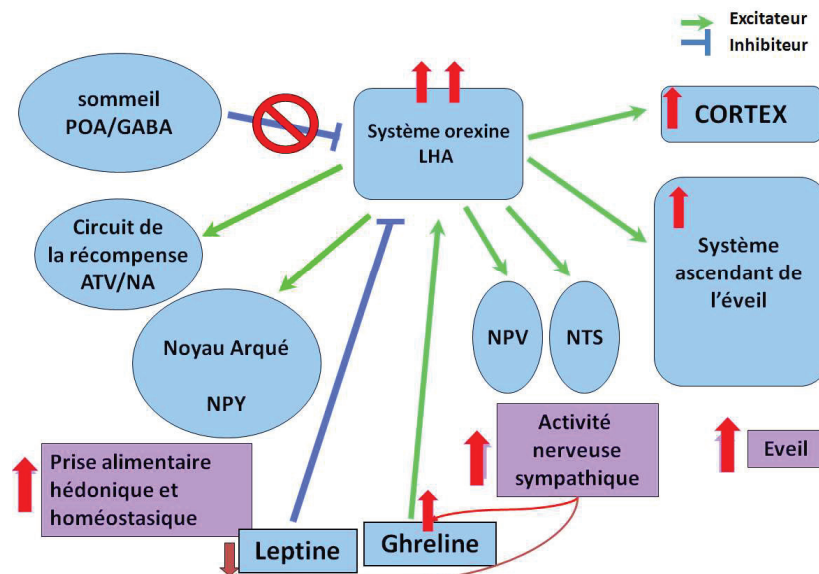 Excitateur
Inhibiteur
sommeil
POA/GABA
Système orexine
LHA
CORTEX
Circuit de
la récompense
ATV/NA
Système
ascendant de
l'éveil
Noyau Arqué
NPY
NPV
NTS
Prise alimentaire
hédonique et
homéostasique
Activité
nerveuse
sympathique
Eveil
Leptine
Ghreline